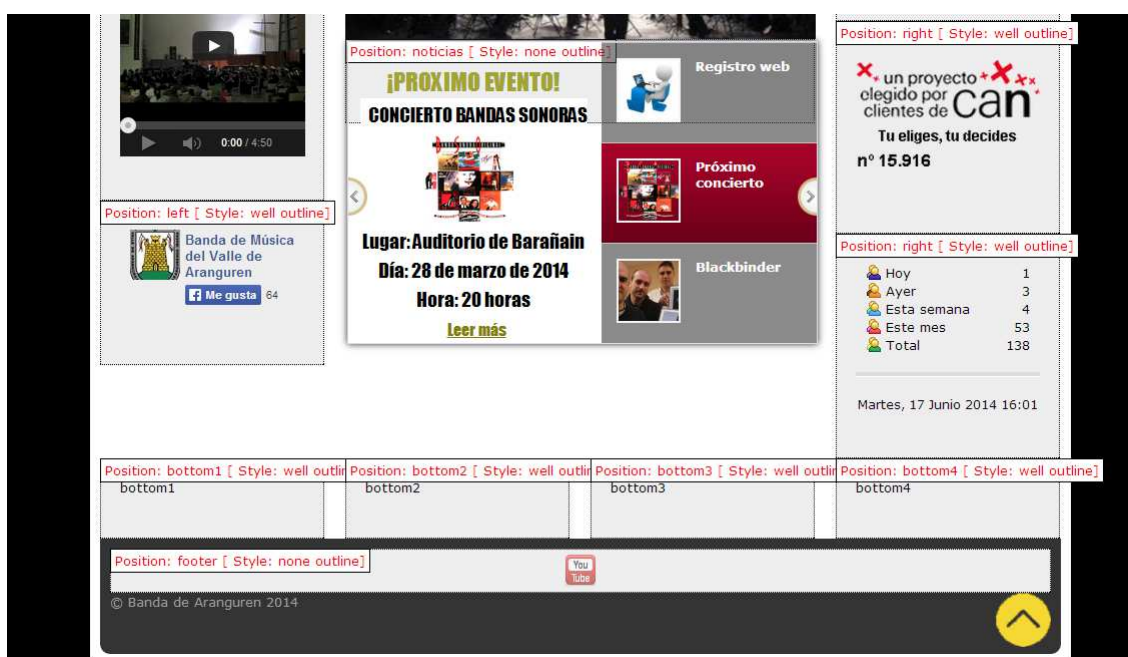 0:00 / 4:50
Position: left [ Style: well outline]
Banda de Música
del Valle de
Aranguren
Me gusta 64
Position: noticias [ Style: none outline]
¡PROXIMO EVENTO!
CONCIERTO BANDAS SONORAS
Lugar: Auditorio de Barañain
Día: 28 de marzo de 2014
Hora: 20 horas
Leer más
Registro web
Próximo
concierto
Blackbinder
Position: right [ Style: well outline]
un proyecto
elegido por
clientes de can
Tu eliges, tu decides
nº 15.916
Position: right [ Style: well outline]
Hoy 1
Ayer 3
Esta semana 4
Este mes 53
Total 138
Martes, 17 Junio 2014 16:01
Position: bottom1 [ Style: well outlin
bottom1
Position: bottom2 [ Style: well outlin
bottom2
Position: bottom3 [ Style: well outlin
bottom3
Position: bottom4 [ Style: well outline]
bottom4
Position: footer [ Style: none outline]
You
Tube
© Banda de Aranguren 2014